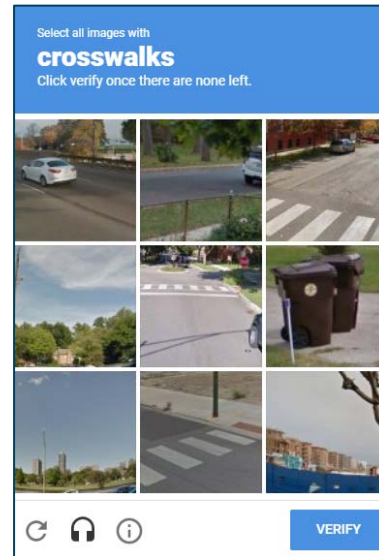 Select all images with
crosswalks
Click verify once there are none left.
VERIFY